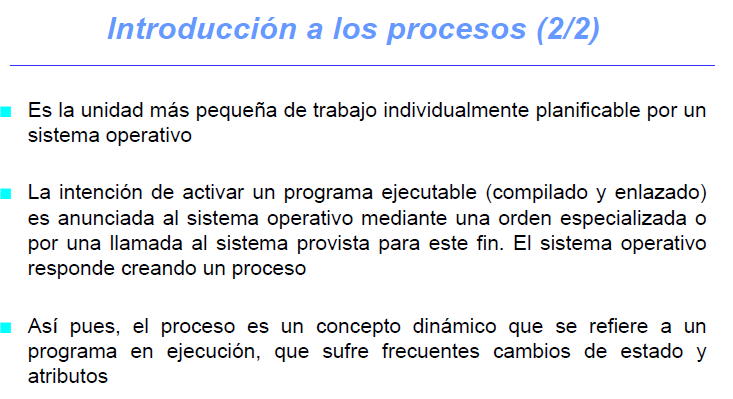 Introducción a los procesos (2/2)
Es la unidad más pequeña de trabajo individualmente planificable por un
sistema operativo
La intención de activar un programa ejecutable (compilado y enlazado)
es anunciada al sistema operativo mediante una orden especializada o
por una llamada al sistema provista para este fin. El sistema operativo
responde creando un proceso
Así pues, el proceso es un concepto dinámico que se refiere a un
programa en ejecución, que sufre frecuentes cambios de estado y
atributos